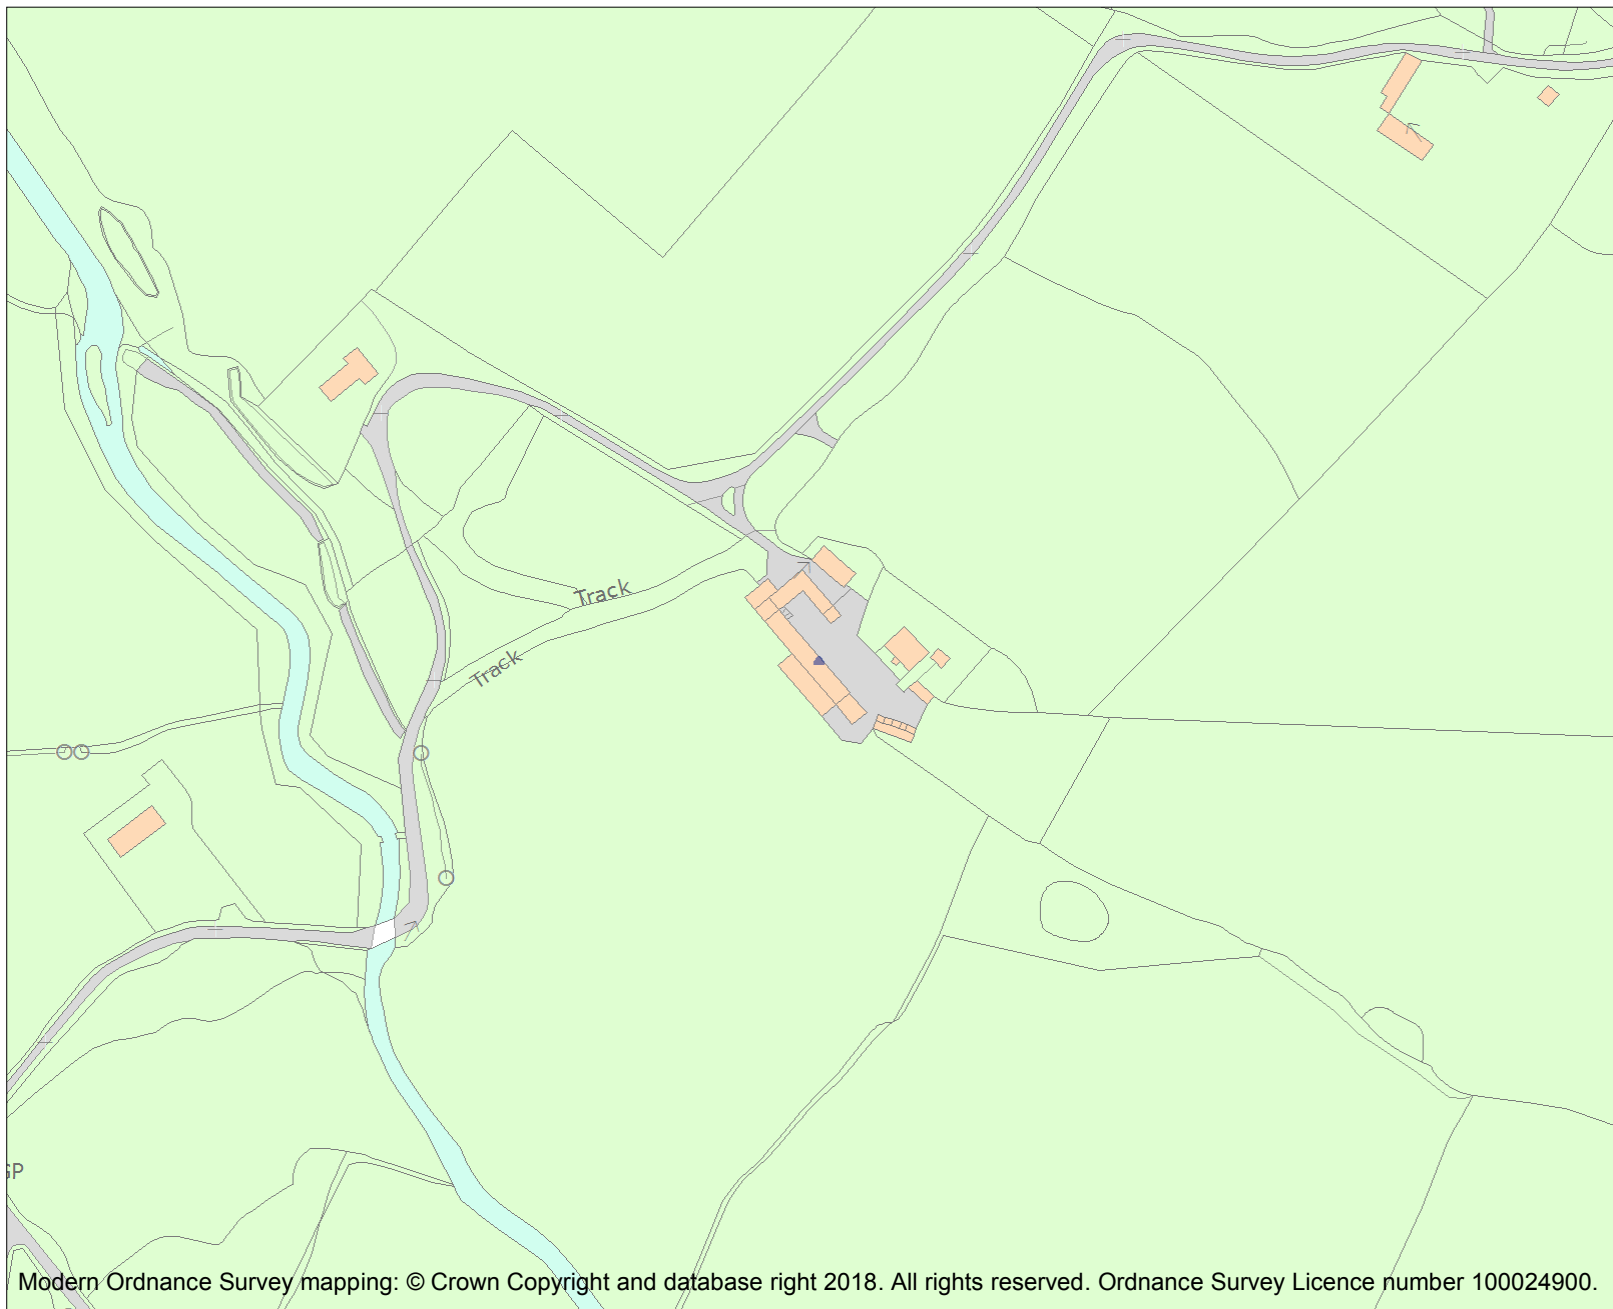 Track
Track
GP
Modern Ordnance Survey mapping: © Crown Copyright and database right 2018. All rights reserved. Ordnance Survey Licence number 100024900.